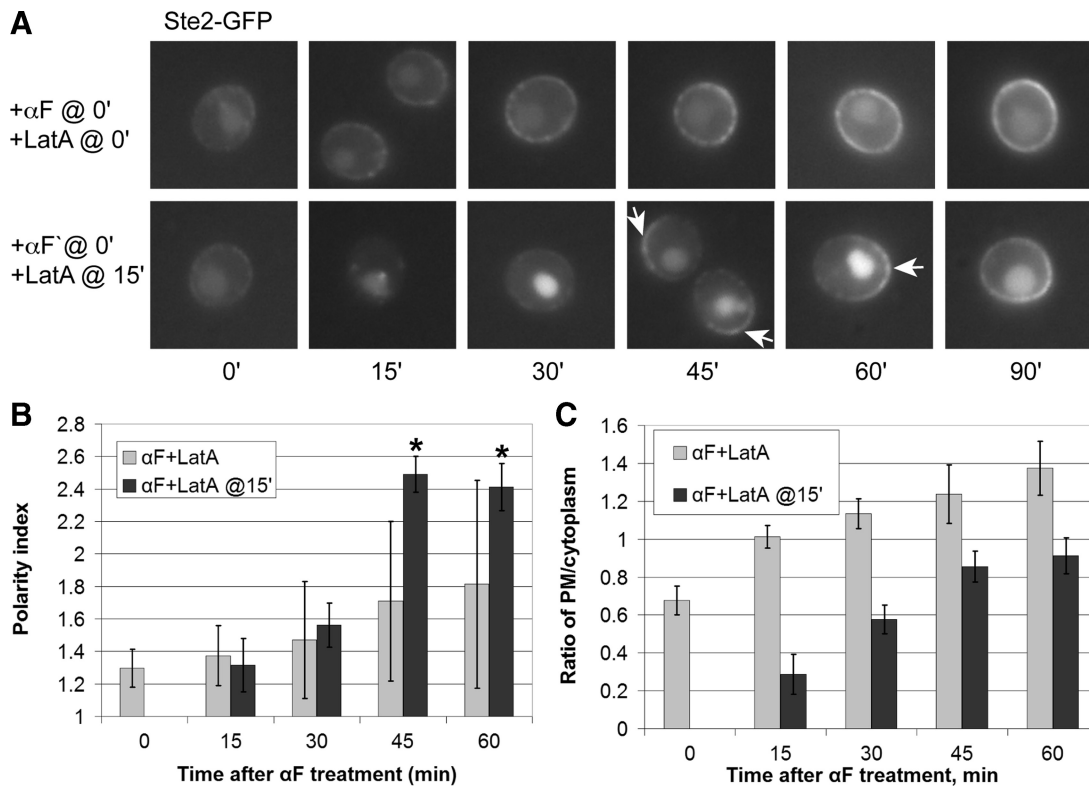 A
Ste2-GFP
+αF @ 0'
+LatA @ 0'
+αF`@ 0'
+LatA @ 15'
0'
15'
30'
45'
60'
90'
B
2.8
2.6
2.4
2.2
2
1.8
1.6
1.4
1.2
1
Polarity index
αF+LatA
αF+LatA @15'
*
*
0
15
30
45
60
Time after αF treatment (min)
C
1.6
1.4
1.2
1
0.8
0.6
0.4
0.2
0
Ratio of PM/cytoplasm
αF+LatA
αF+LatA @15'
0
15
30
45
60
Time after αF treatment, min